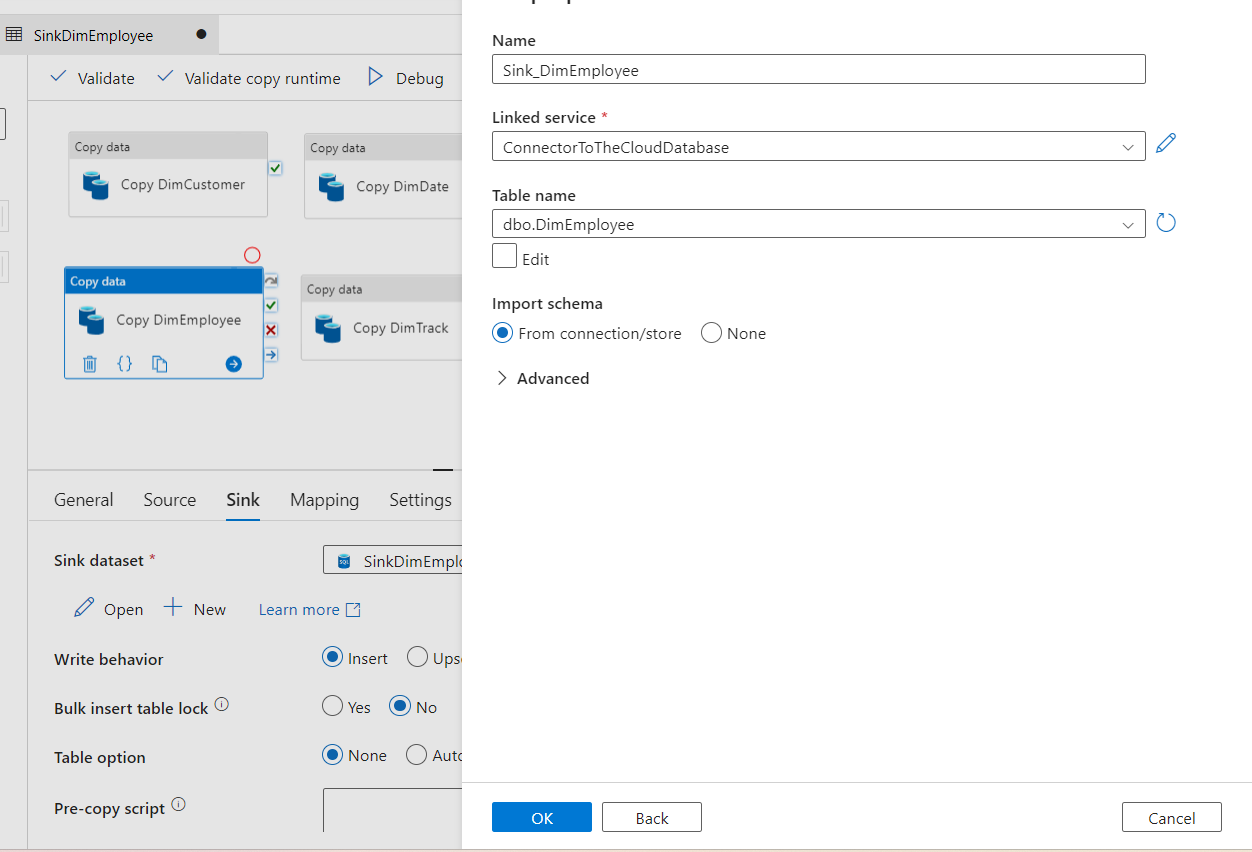 SinkDimEmployee
Validate
Validate copy runtime
Debug
Copy data
Copy DimCustomer
Copy data
Copy DimDate
Copy data
Copy DimEmployee
Copy data
Copy DimTrack
General
Source
Sink
Mapping
Settings
Sink dataset *
SinkDimEmplo
Open
New
Learn more
Write behavior
Insert
Ups
Bulk insert table lock
Yes
No
Table option
None
Auto
Pre-copy script
Name
Sink_DimEmployee
Linked service *
ConnectorToTheCloudDatabase
Table name
dbo.DimEmployee
Edit
Import schema
From connection/store
None
Advanced
OK
Back
Cancel